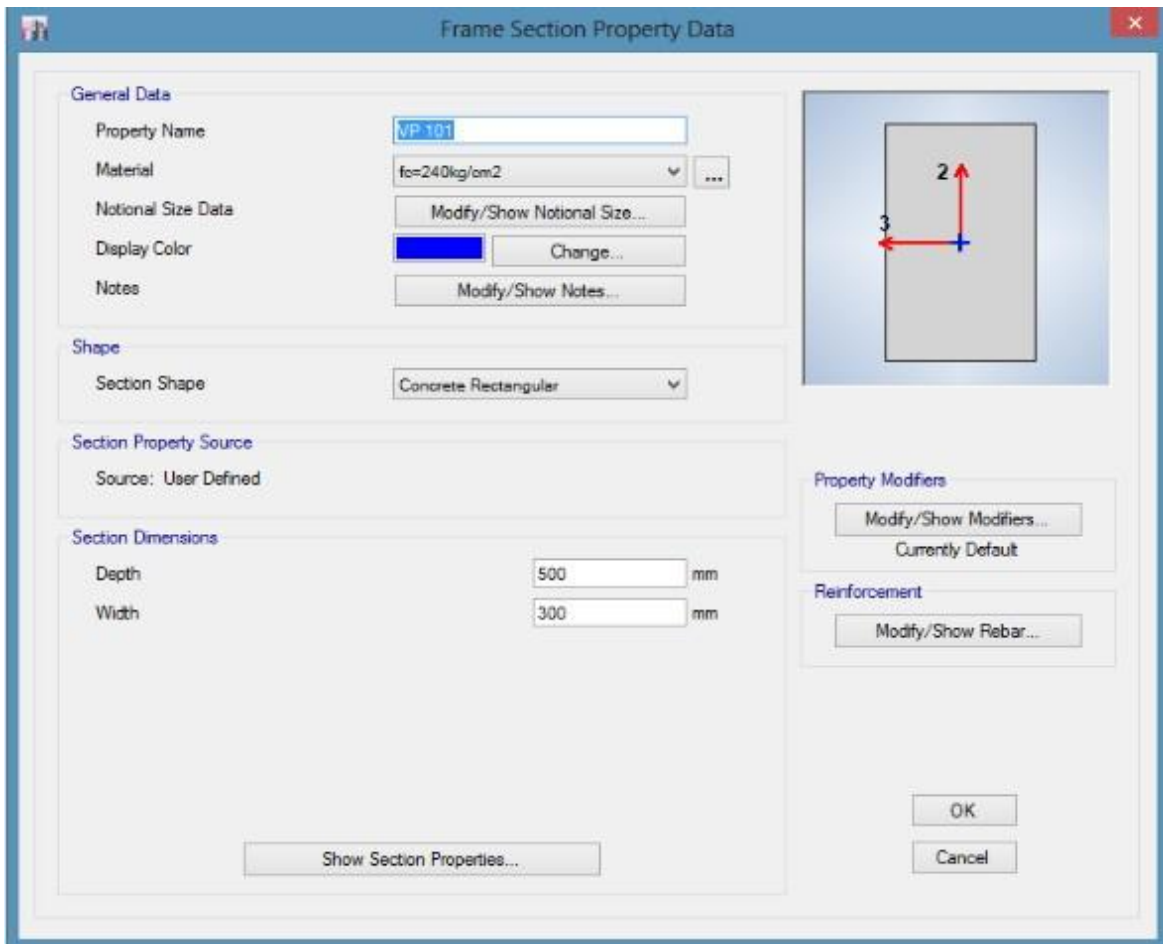 Frame Section Property Data
General Data
Property Name VP 101
Material fc=240kg/cm2 ...
Notional Size Data Modify/Show Notional Size...
Display Color Change...
Notes Modify/Show Notes...
2
3
Shape
Section Shape Concrete Rectangular
Section Property Source
Source: User Defined
Property Modifiers
Modify/Show Modifiers...
Currently Default
Section Dimensions
Depth 500 mm
Width 300 mm
Reinforcement
Modify/Show Rebar...
Show Section Properties...
OK
Cancel